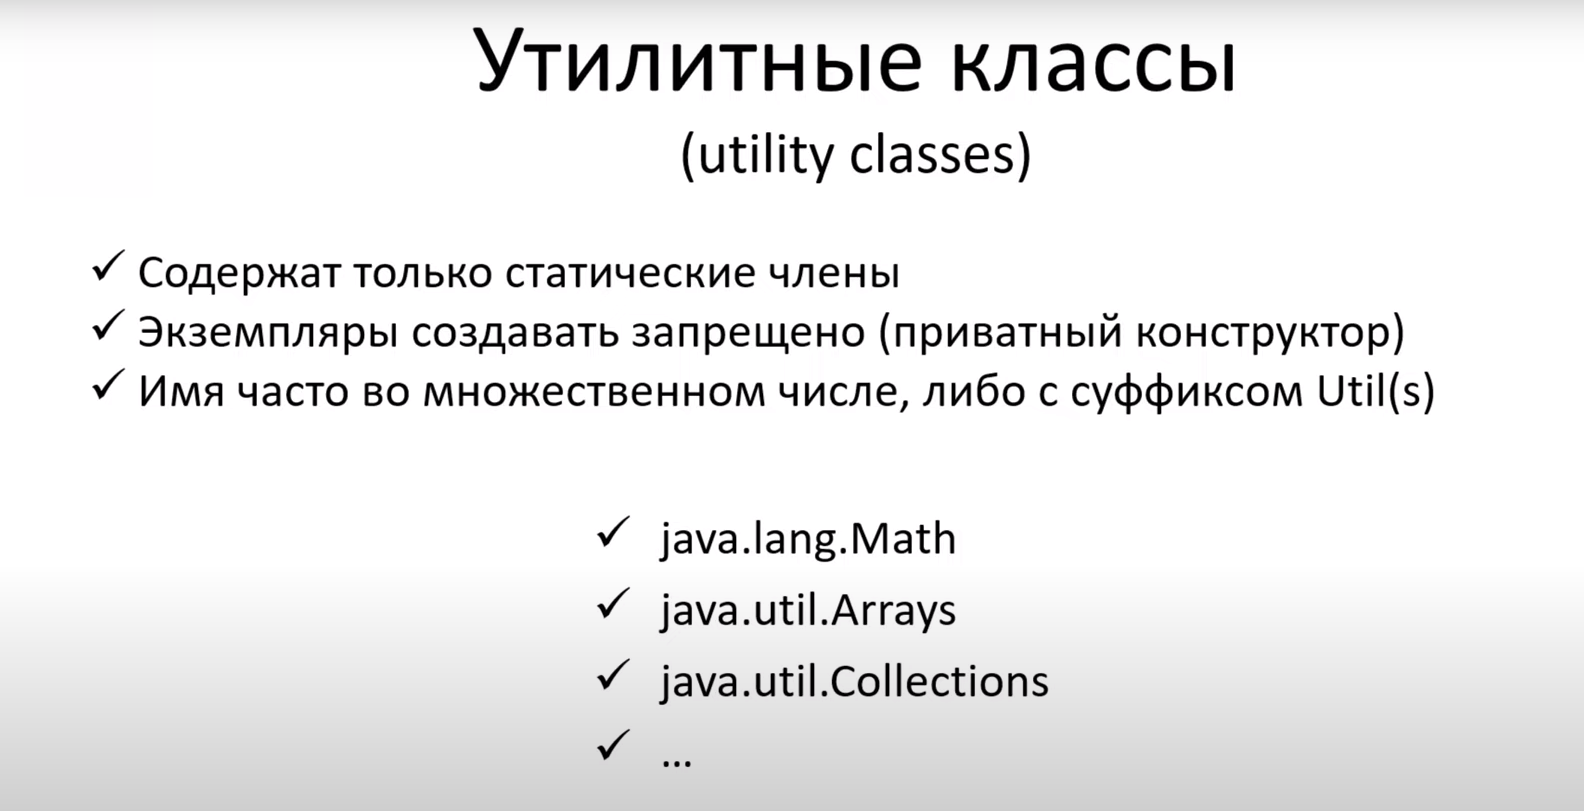 Утилитные классы
(utility classes)
✓ Содержат только статические члены
✓ Экземпляры создавать запрещено (приватный конструктор)
✓ Имя часто во множественном числе, либо с суффиксом Util(s)
✓ java.lang.Math
✓ java.util.Arrays
✓ java.util.Collections
✓ ...